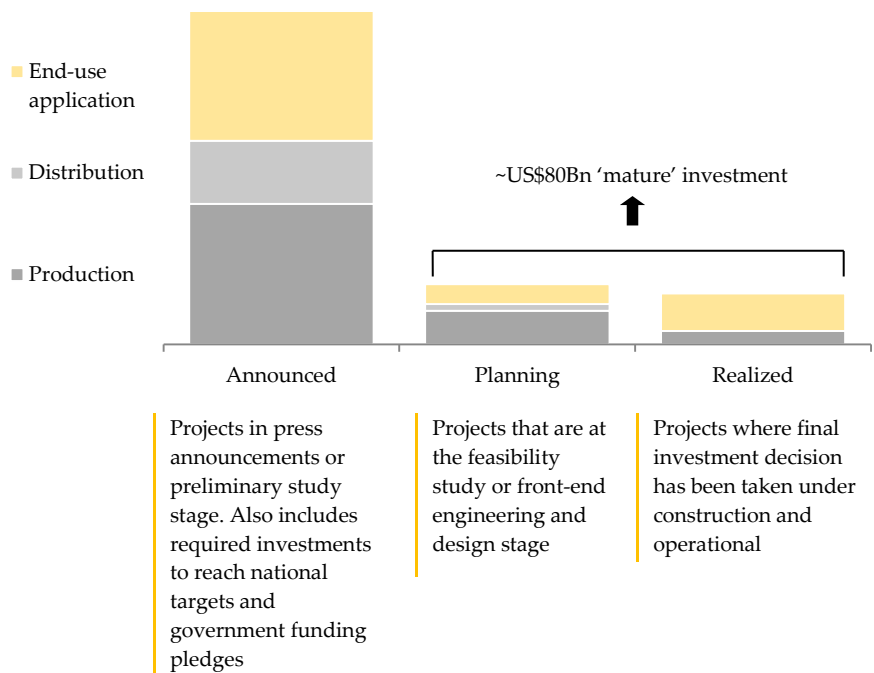 End-use
application
Distribution
Production
~US$80Bn ‘mature’ investment
Announced
Planning
Realized
Projects in press
announcements or
preliminary study
stage. Also includes
required investments
to reach national
targets and
government funding
pledges
Projects that are at
the feasibility
study or front-end
engineering and
design stage
Projects where final
investment decision
has been taken under
construction and
operational